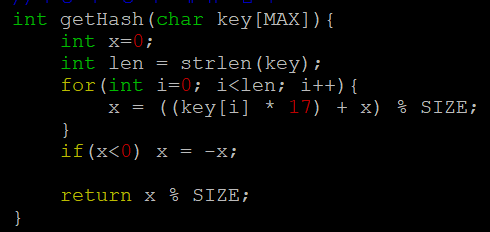 int getHash(char key[MAX]){
    int x=0;
    int len = strlen(key);
    for(int i=0; i<len; i++){
        x = ((key[i] * 17) + x) % SIZE;
    }
    if(x<0) x = -x;

    return x % SIZE;
}